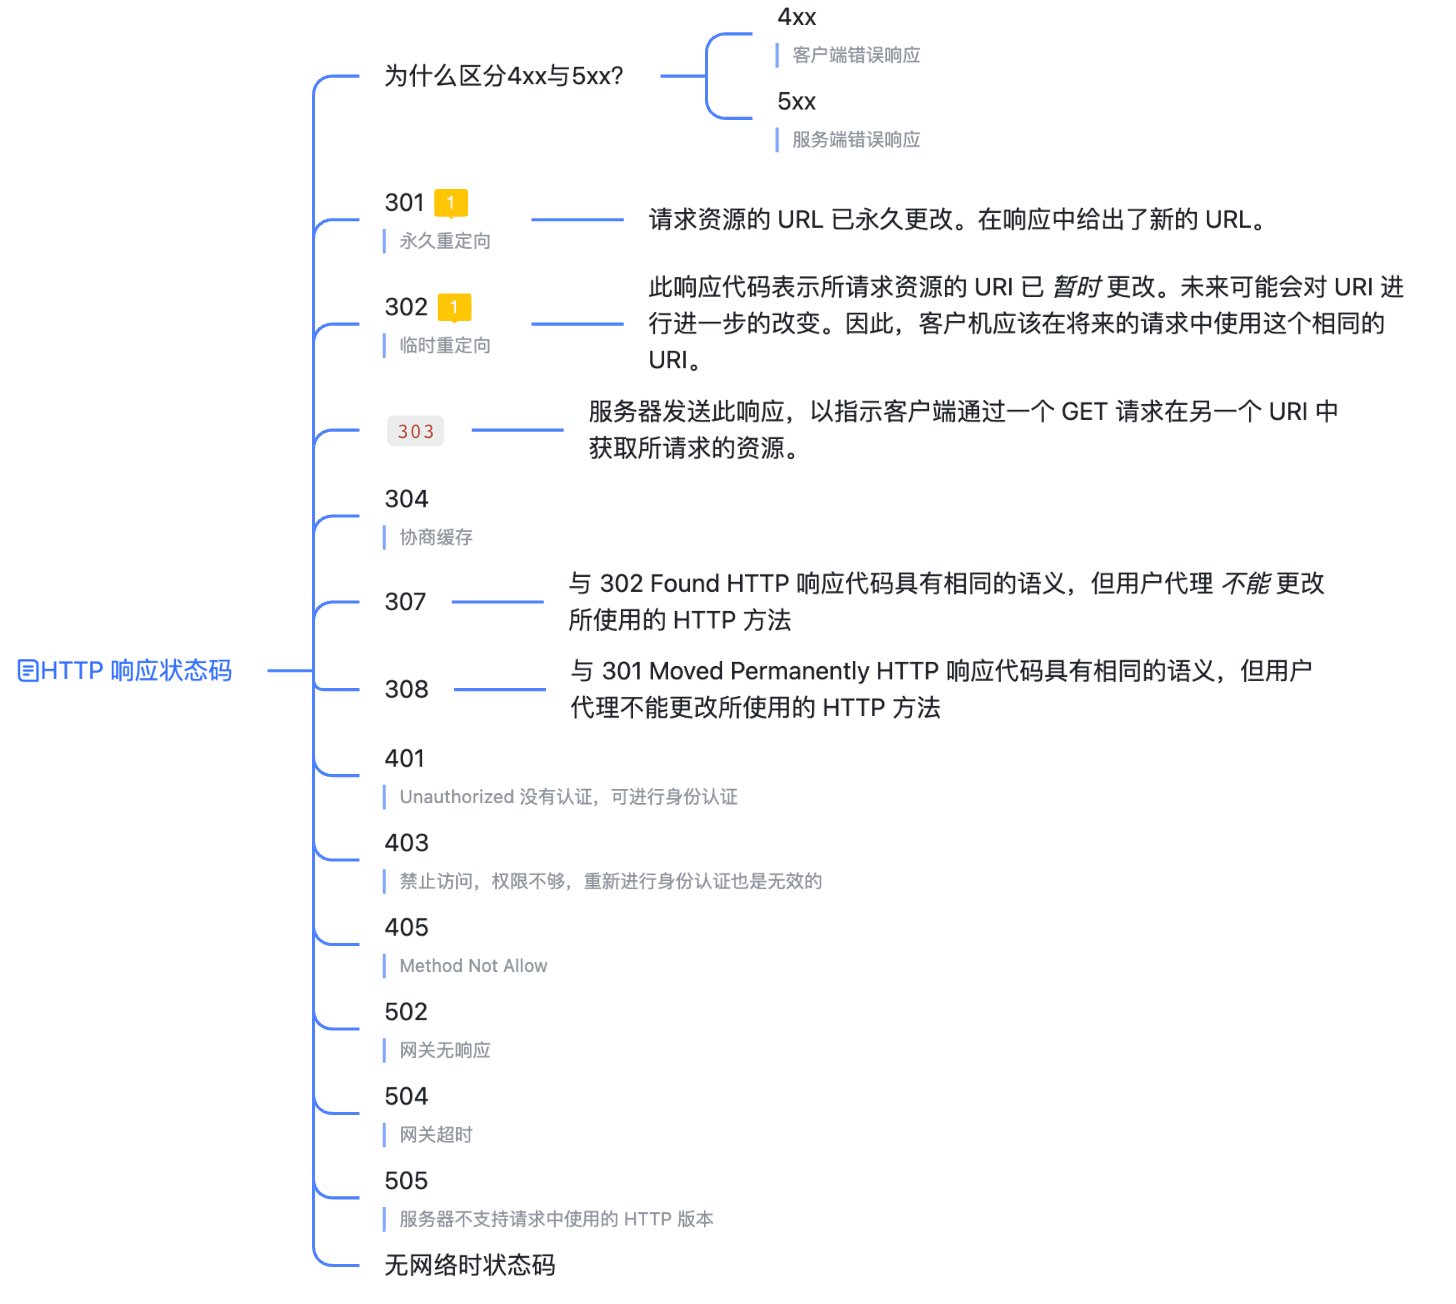 HTTP 响应状态码
为什么区分4xx与5xx?
4xx
客户端错误响应
5xx
服务端错误响应
301 1
永久重定向
请求资源的 URL 已永久更改。在响应中给出了新的 URL。
302 1
临时重定向
此响应代码表示所请求资源的 URI 已 暂时 更改。未来可能会对 URI 进
行进一步的改变。因此，客户机应该在将来的请求中使用这个相同的
URI。
303
服务器发送此响应，以指示客户端通过一个 GET 请求在另一个 URI 中
获取所请求的资源。
304
协商缓存
307
与 302 Found HTTP 响应代码具有相同的语义，但用户代理 不能 更改
所使用的 HTTP 方法
308
与 301 Moved Permanently HTTP 响应代码具有相同的语义，但用户
代理不能更改所使用的 HTTP 方法
401
Unauthorized 没有认证，可进行身份认证
403
禁止访问，权限不够，重新进行身份认证也是无效的
405
Method Not Allow
502
网关无响应
504
网关超时
505
服务器不支持请求中使用的 HTTP 版本
无网络时状态码